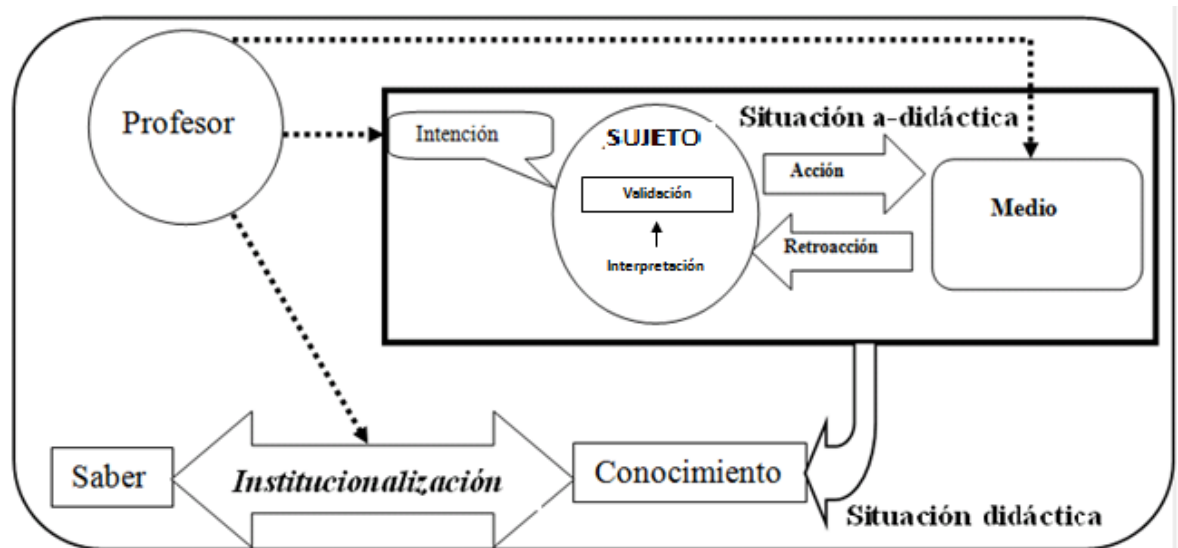 Profesor
Situación a-didáctica
Intención
SUJETO
Validación
Interpretación
Acción
Retroacción
Medio
Saber
Institucionalización
Conocimiento
Situación didáctica